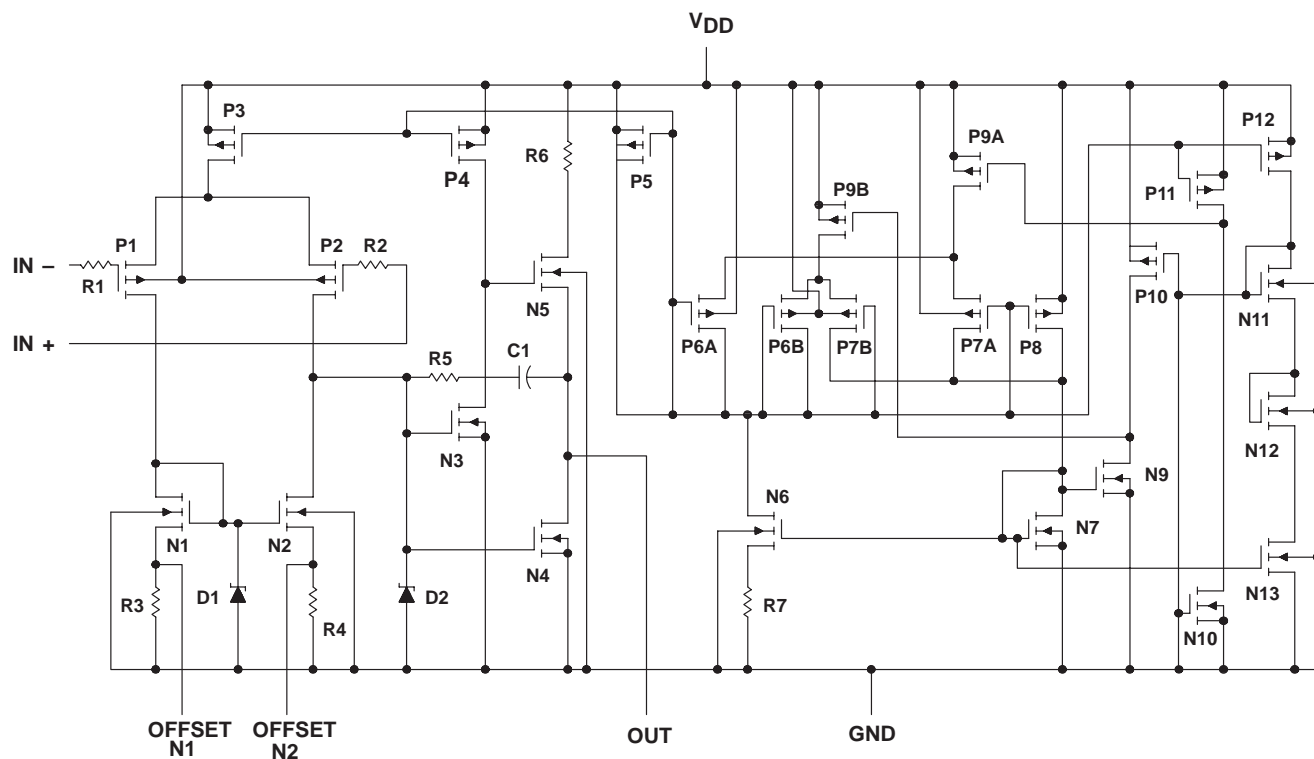 VDD
P3
P12
P9A
R6
P4
P5
P11
P9B
P1
P2
R2
IN –
R1
P10
N5
N11
IN +
P6A
P6B
P7B
P7A
P8
R5
C1
N12
N3
N9
N6
N7
N1
N2
N4
R3
D1
R4
D2
R7
N13
N10
OFFSET
N1
OFFSET
N2
OUT
GND